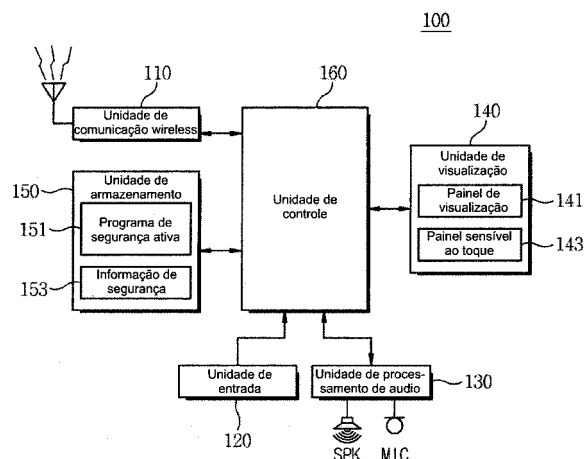 100
110
160
140
Unidade de
comunicação wireless
Unidade de
visualização
Painel de
visualização
141
Painel sensível
ao toque
143
150
Unidade de
armazenamento
151
Programa de
segurança ativa
153
Informação de
segurança
Unidade de
controle
Unidade de
entrada
120
Unidade de proces-
samento de audio
130
SPK
MIC